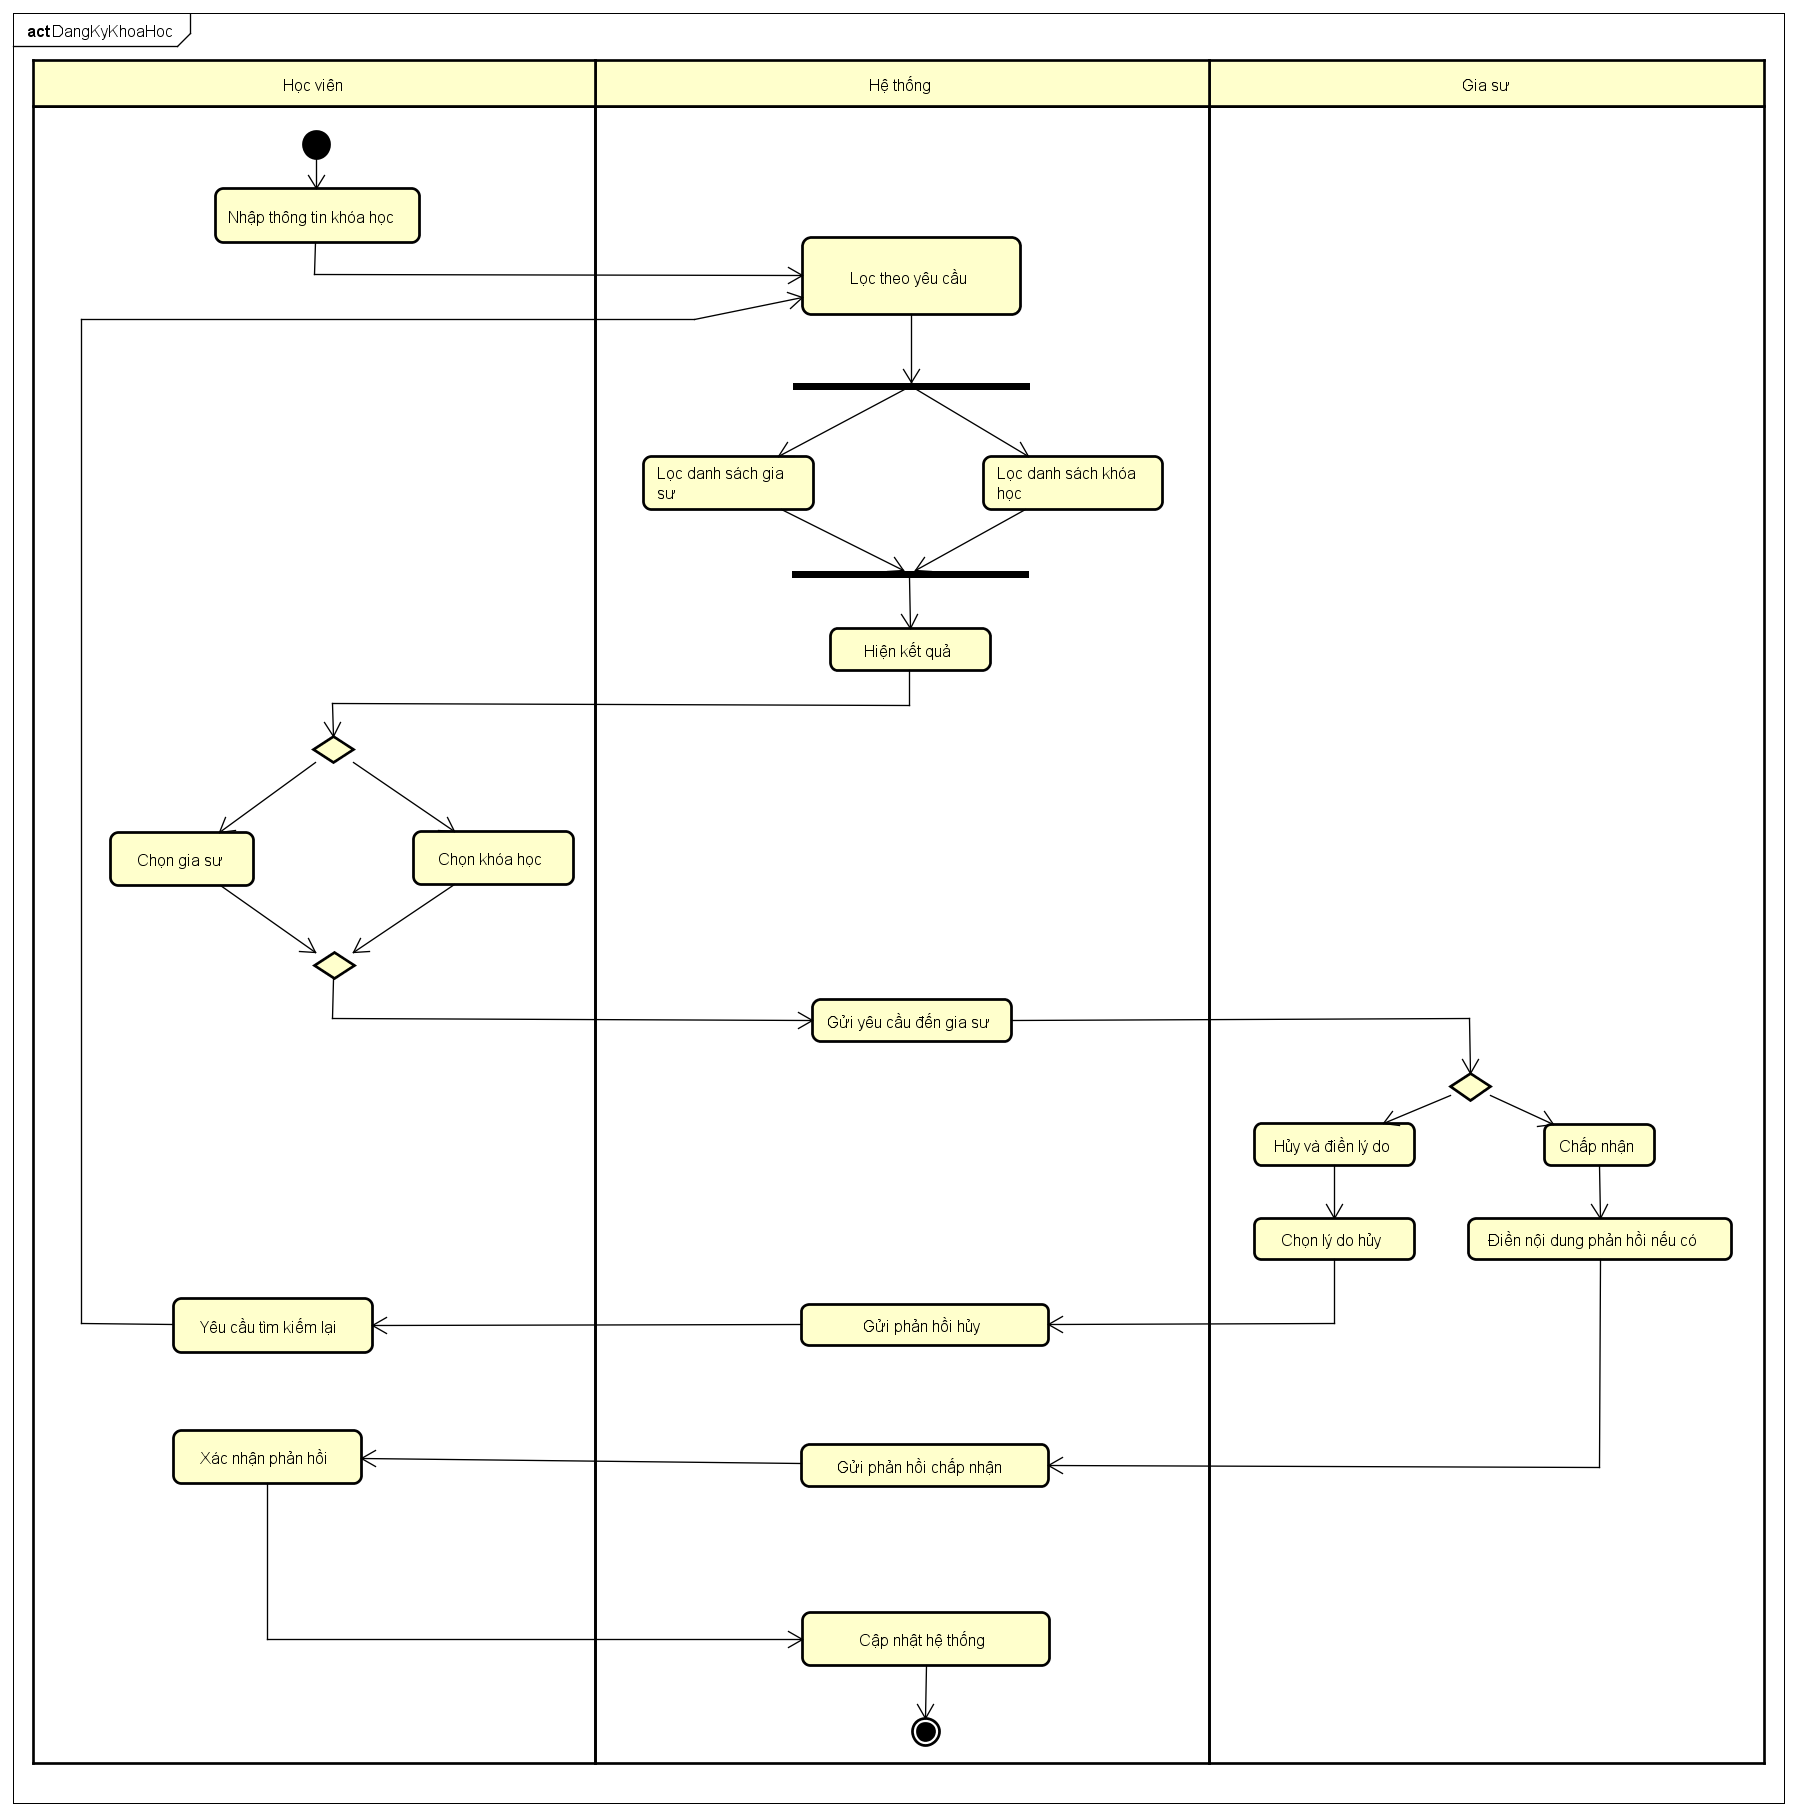 act DangKyKhoaHoc
Học viên
Hệ thống
Gia sư
Nhập thông tin khóa học
Lọc theo yêu cầu
Lọc danh sách gia
sư
Lọc danh sách khóa
học
Hiện kết quả
Chọn gia sư
Chọn khóa học
Gửi yêu cầu đến gia sư
Hủy và điền lý do
Chấp nhận
Chọn lý do hủy
Điền nội dung phản hồi nếu có
Yêu cầu tìm kiếm lại
Gửi phản hồi hủy
Xác nhận phản hồi
Gửi phản hồi chấp nhận
Cập nhật hệ thống